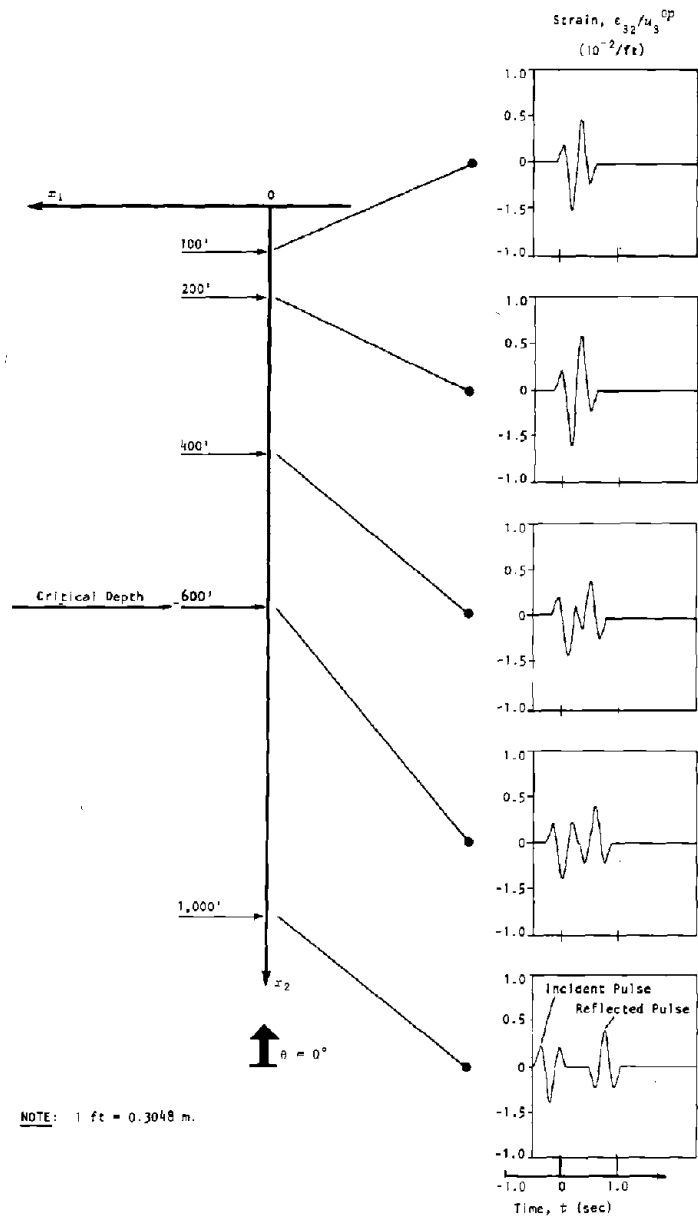 Strain, ε₃₂/u₃ᵒᵖ
(10⁻²/ft)
1.0
0.5
0
-1.5
-1.0
x₁
0
100'
200'
1.0
0.5
0
-1.5
-1.0
400'
1.0
0.5
0
-1.5
-1.0
Critical Depth
600'
1.0
0.5
0
-1.5
-1.0
1,000'
x₂
θ = 0°
1.0
0.5
0
-1.5
-1.0
Incident Pulse
Reflected Pulse
NOTE: 1 ft = 0.3048 m.
-1.0 0 1.0
Time, t (sec)